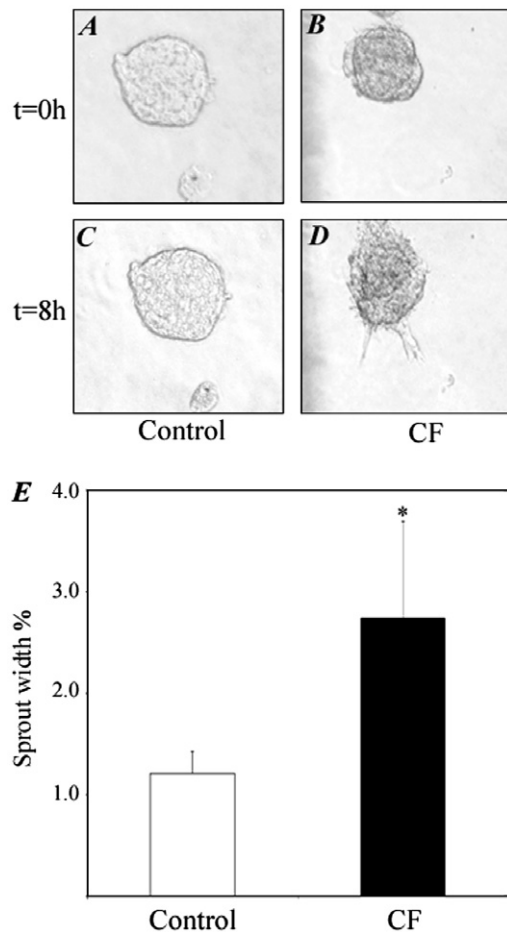 A
B
t=0h
C
D
t=8h
Control
CF
E
4.0
*
3.0
Sprout width %
2.0
1.0
Control
CF